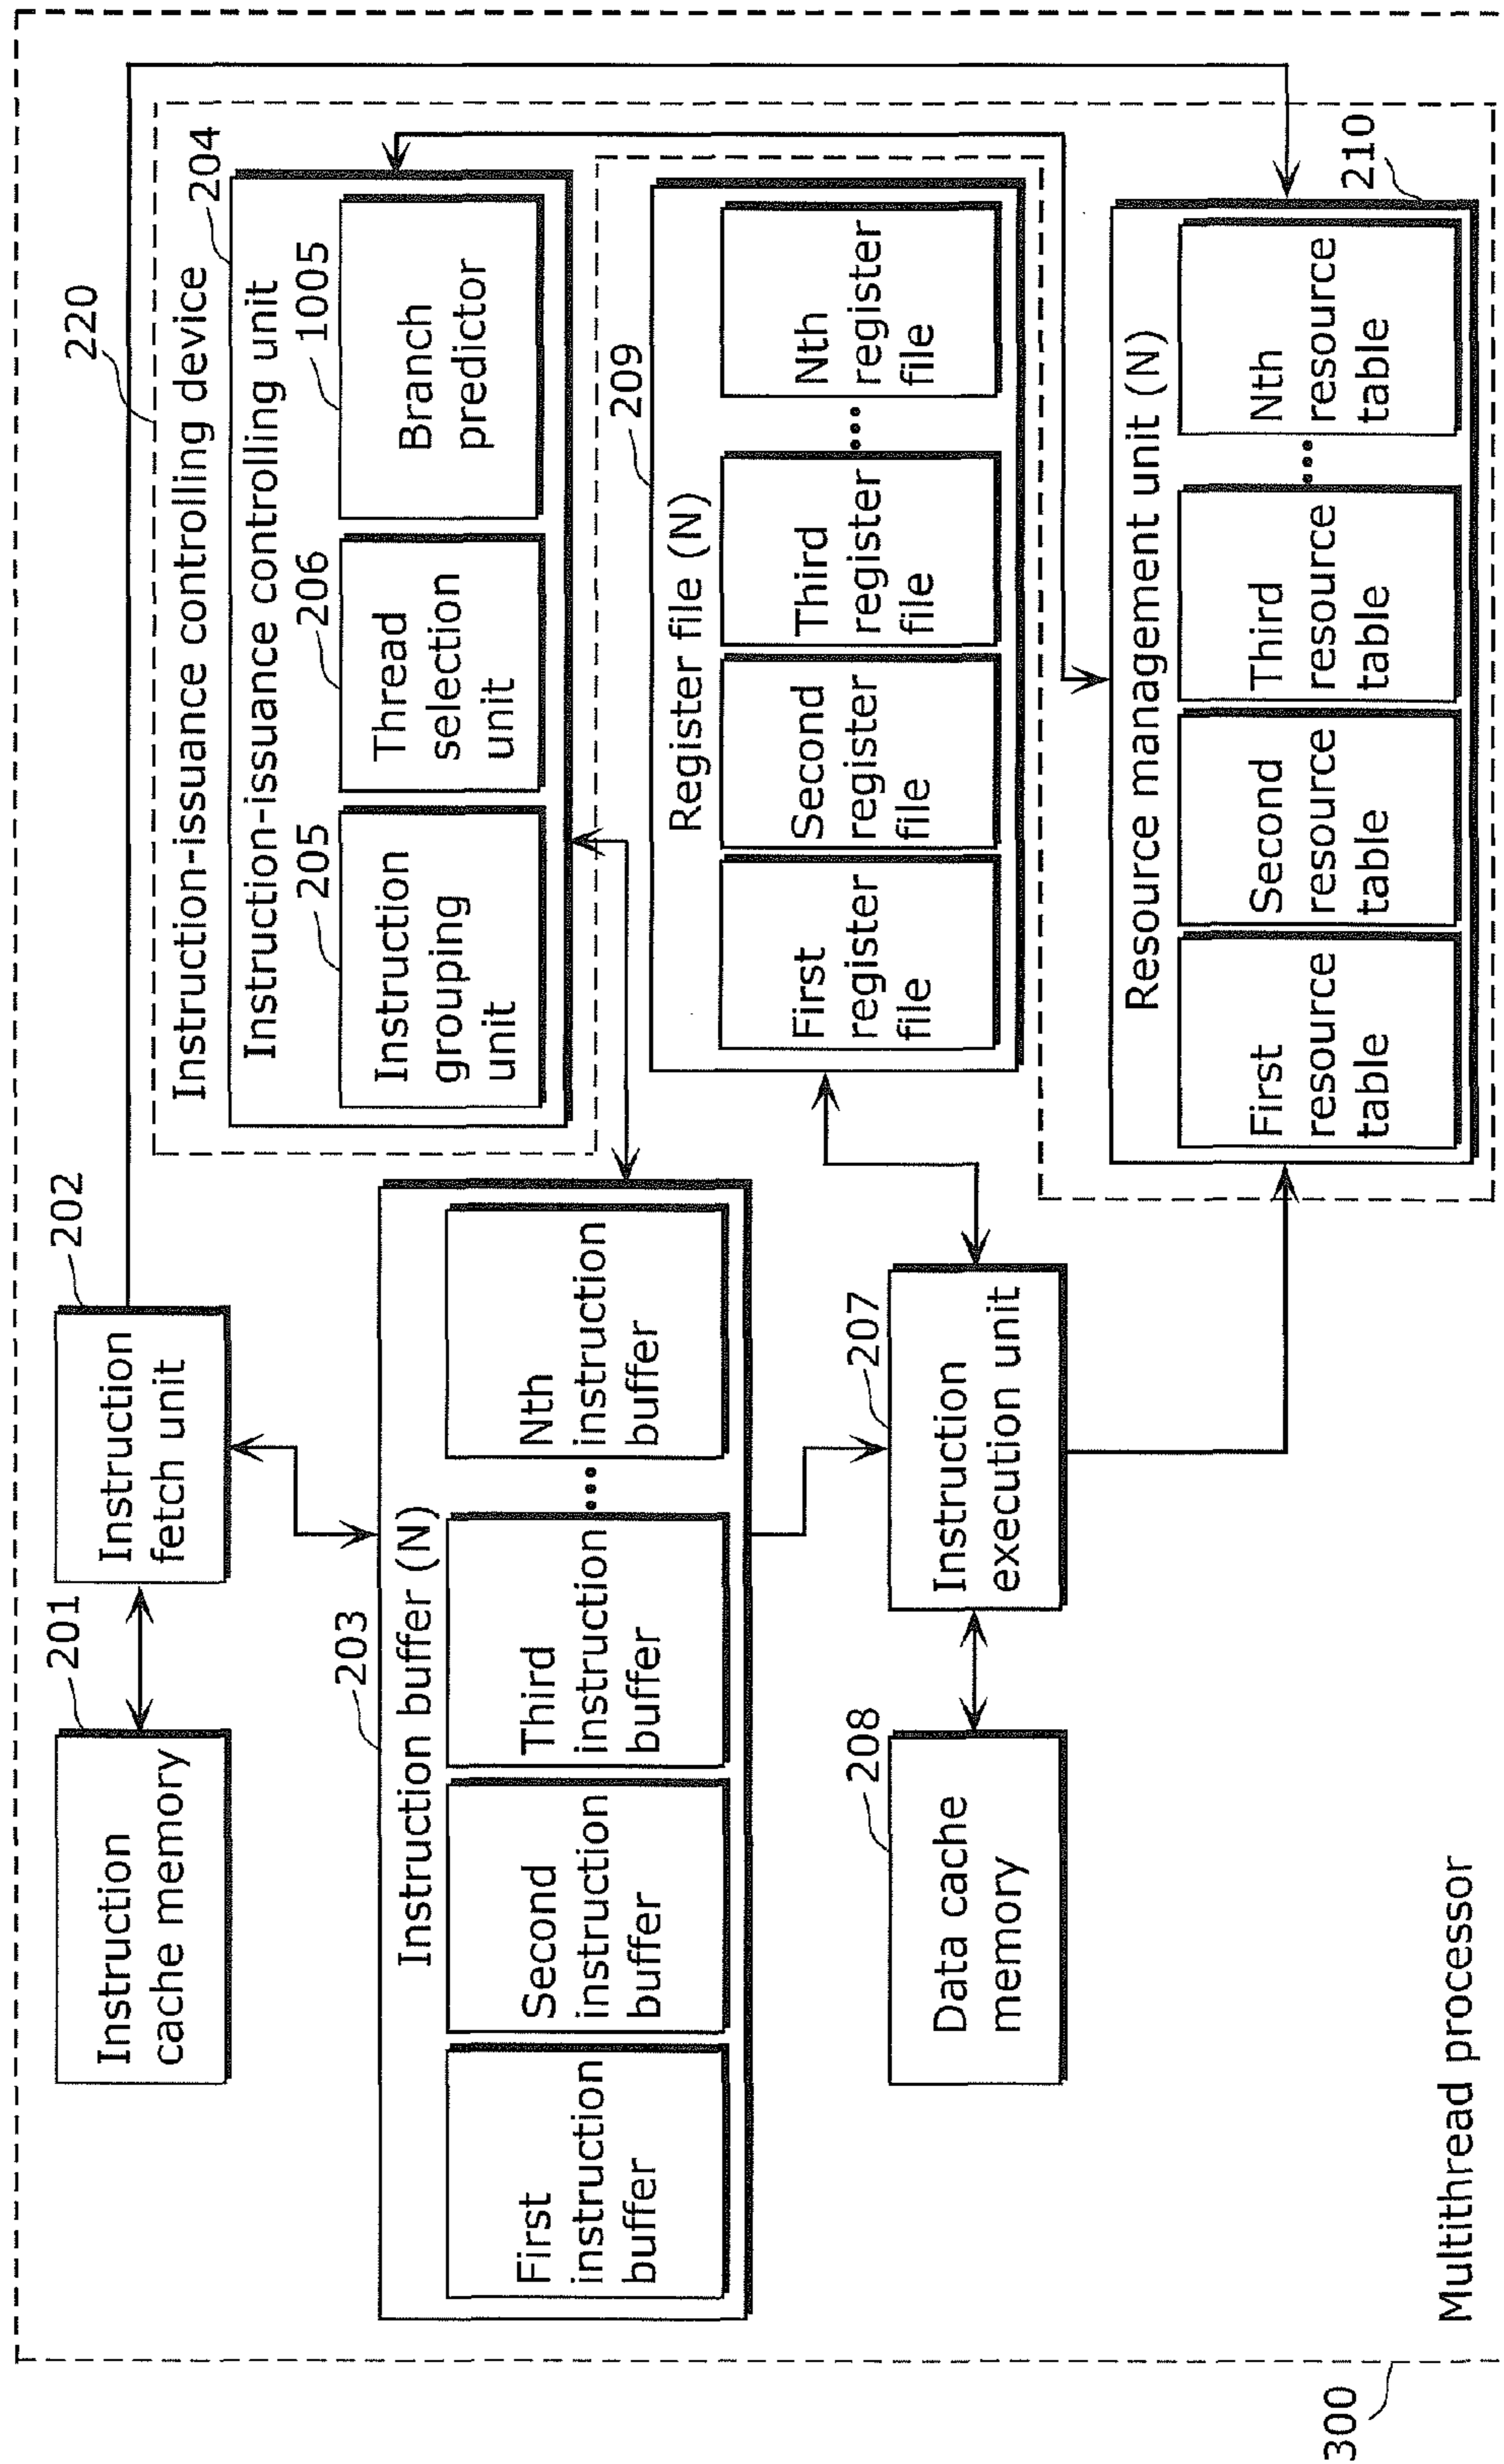 300
Multithread processor
201
Instruction
cache memory
202
Instruction
fetch unit
203
Instruction buffer (N)
First
instruction
buffer
Second
instruction
buffer
Third
instruction
buffer
...
Nth
instruction
buffer
208
Data cache
memory
207
Instruction
execution unit
220
Instruction-issuance controlling device
204
Instruction-issuance controlling unit
205
Instruction
grouping
unit
206
Thread
selection
unit
1005
Branch
predictor
209
Register file (N)
First
register
file
Second
register
file
Third
register
file
...
Nth
register
file
210
Resource management unit (N)
First
resource
table
Second
resource
table
Third
resource
table
...
Nth
resource
table